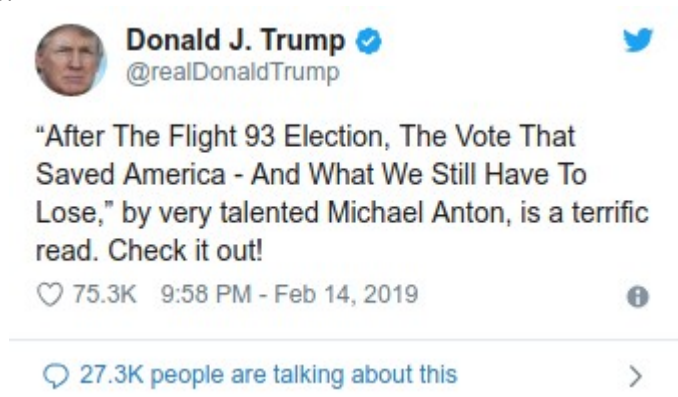 Donald J. Trump
@realDonaldTrump
“After The Flight 93 Election, The Vote That
Saved America - And What We Still Have To
Lose,” by very talented Michael Anton, is a terrific
read. Check it out!
75.3K 9:58 PM - Feb 14, 2019
27.3K people are talking about this